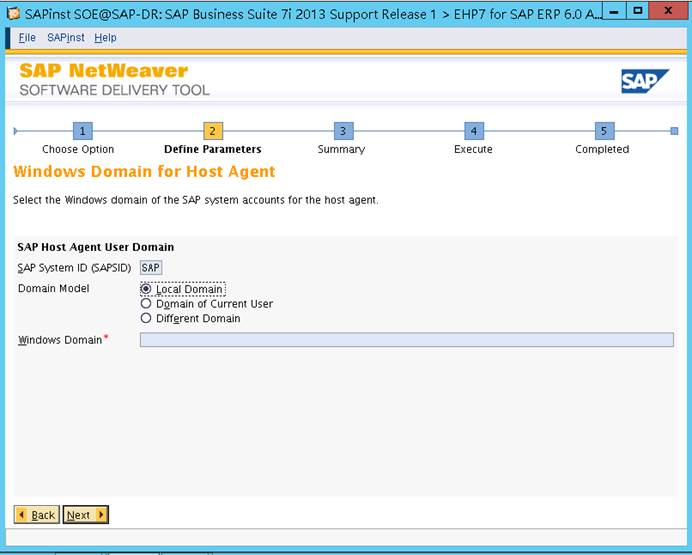 SAPinst SOE@SAP-DR: SAP Business Suite 7i 2013 Support Release 1 > EHP7 for SAP ERP 6.0 A...
File SAPinst Help
SAP NetWeaver
SOFTWARE DELIVERY TOOL
SAP
1 2 3 4 5
Choose Option Define Parameters Summary Execute Completed
Windows Domain for Host Agent
Select the Windows domain of the SAP system accounts for the host agent.
SAP Host Agent User Domain
SAP System ID (SAPSID) SAP
Domain Model Local Domain
Domain of Current User
Different Domain
Windows Domain*
Back Next